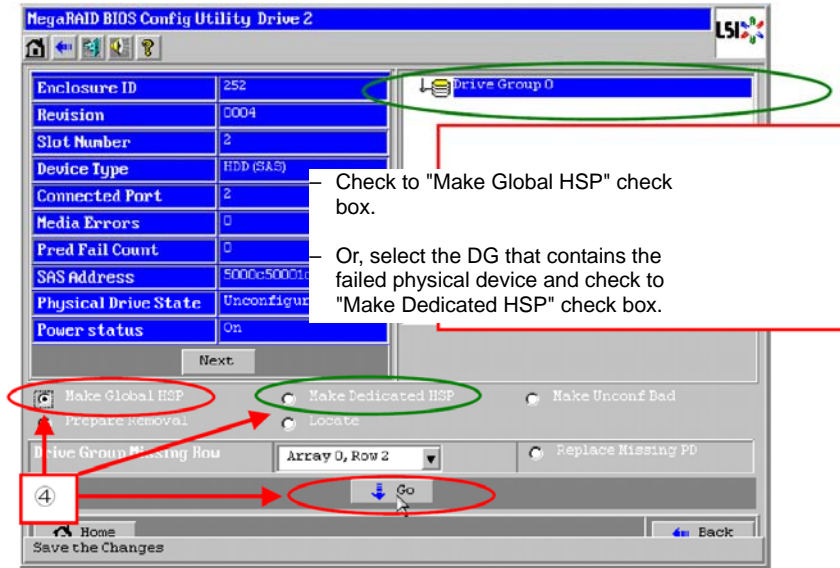 MegaRAID BIOS Config Utility Drive 2
LSI
Enclosure ID 252
Revision 0004
Slot Number 2
Device Type HDD (SAS)
Connected Port 2
Media Errors 0
Pred Fail Count 0
SAS Address 5000c50001
Physical Drive State Unconfigur
Power status On
Next
Drive Group 0
– Check to "Make Global HSP" check
box.
– Or, select the DG that contains the
failed physical device and check to
"Make Dedicated HSP" check box.
Make Global HSP Make Dedicated HSP Make Unconf Bad
Prepare Removal Locate
Drive Group Missing Row Array 0, Row 2 Replace Missing PD
④
Go
Home Back
Save the Changes